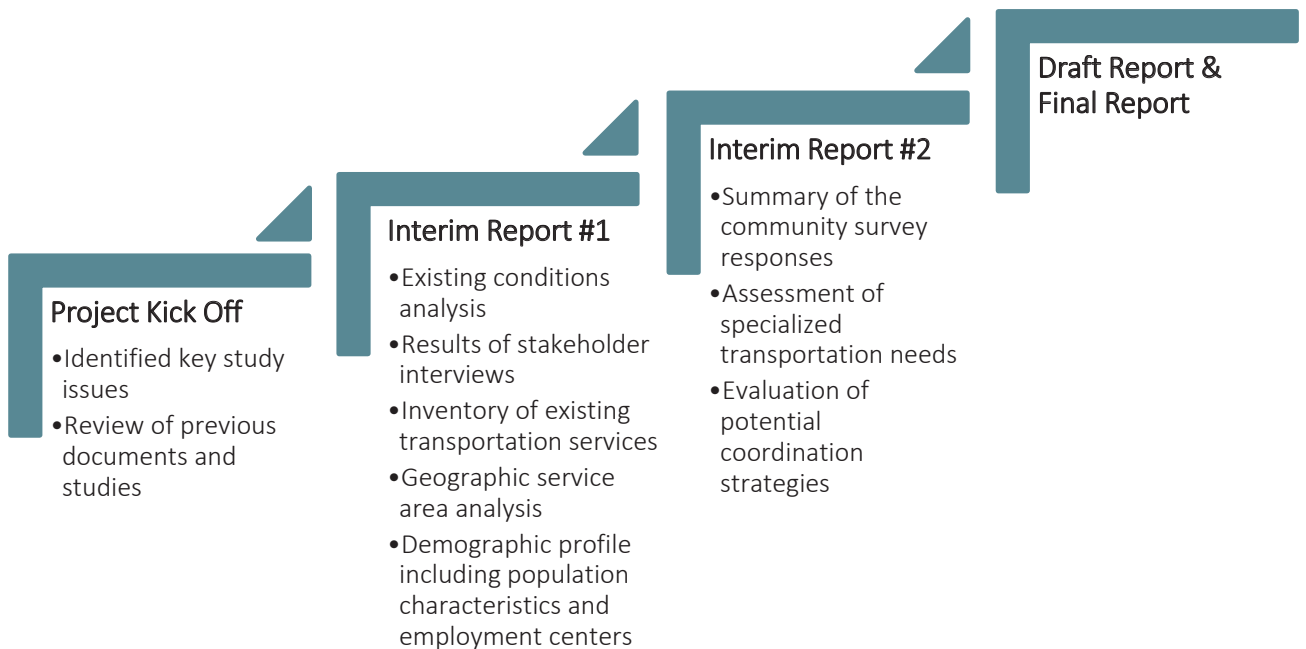 Project Kick Off
•Identified key study
issues
•Review of previous
documents and
studies
Interim Report #1
•Existing conditions
analysis
•Results of stakeholder
interviews
•Inventory of existing
transportation services
•Geographic service
area analysis
•Demographic profile
including population
characteristics and
employment centers
Interim Report #2
•Summary of the
community survey
responses
•Assessment of
specialized
transportation needs
•Evaluation of
potential
coordination
strategies
Draft Report &
Final Report